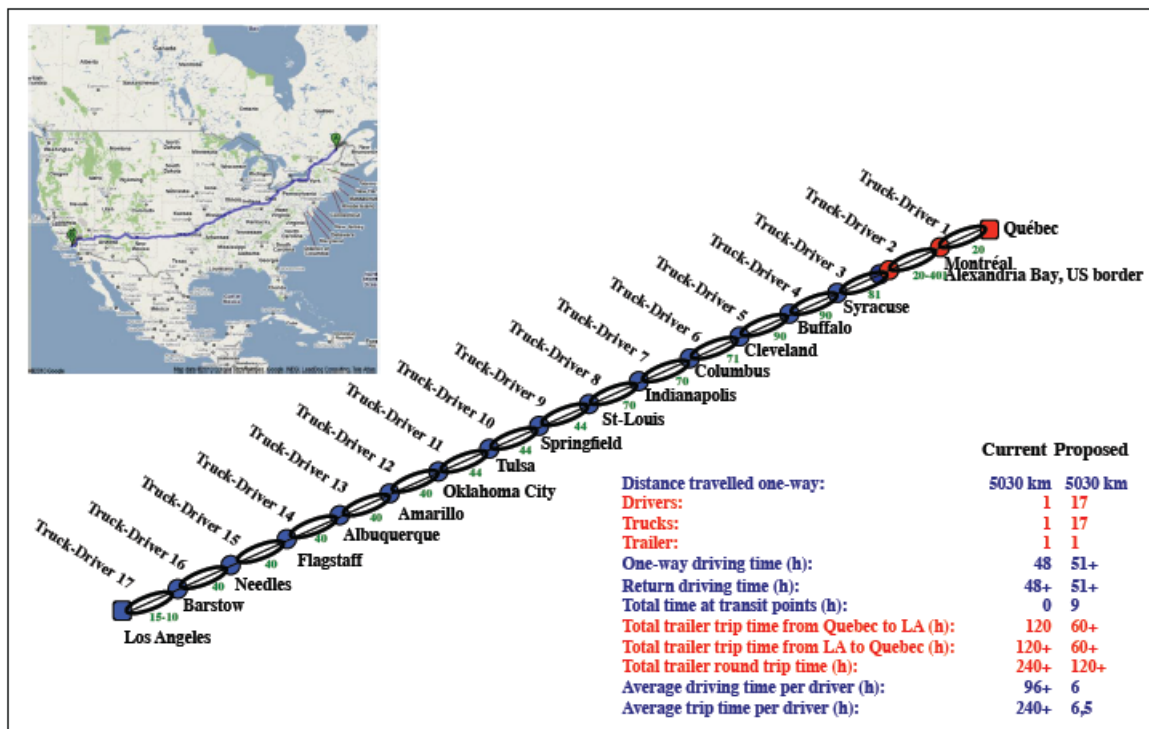 Truck-Driver 1
Québec
20
Truck-Driver 2
Montréal
20-401
Alexandria Bay, US border
Truck-Driver 3
81
Syracuse
Truck-Driver 4
90
Buffalo
Truck-Driver 5
90
Cleveland
Truck-Driver 6
71
Columbus
Truck-Driver 7
70
Indianapolis
Truck-Driver 8
70
St-Louis
Truck-Driver 9
44
Springfield
Truck-Driver 10
44
Tulsa
Truck-Driver 11
44
Oklahoma City
Truck-Driver 12
40
Amarillo
Truck-Driver 13
40
Albuquerque
Truck-Driver 14
40
Flagstaff
Truck-Driver 15
40
Needles
Truck-Driver 16
40
Barstow
Truck-Driver 17
15-10
Los Angeles
Current Proposed
Distance travelled one-way: 5030 km 5030 km
Drivers: 1 17
Trucks: 1 17
Trailer: 1 1
One-way driving time (h): 48 51+
Return driving time (h): 48+ 51+
Total time at transit points (h): 0 9
Total trailer trip time from Quebec to LA (h): 120 60+
Total trailer trip time from LA to Quebec (h): 120+ 60+
Total trailer round trip time (h): 240+ 120+
Average driving time per driver (h): 96+ 6
Average trip time per driver (h): 240+ 6,5